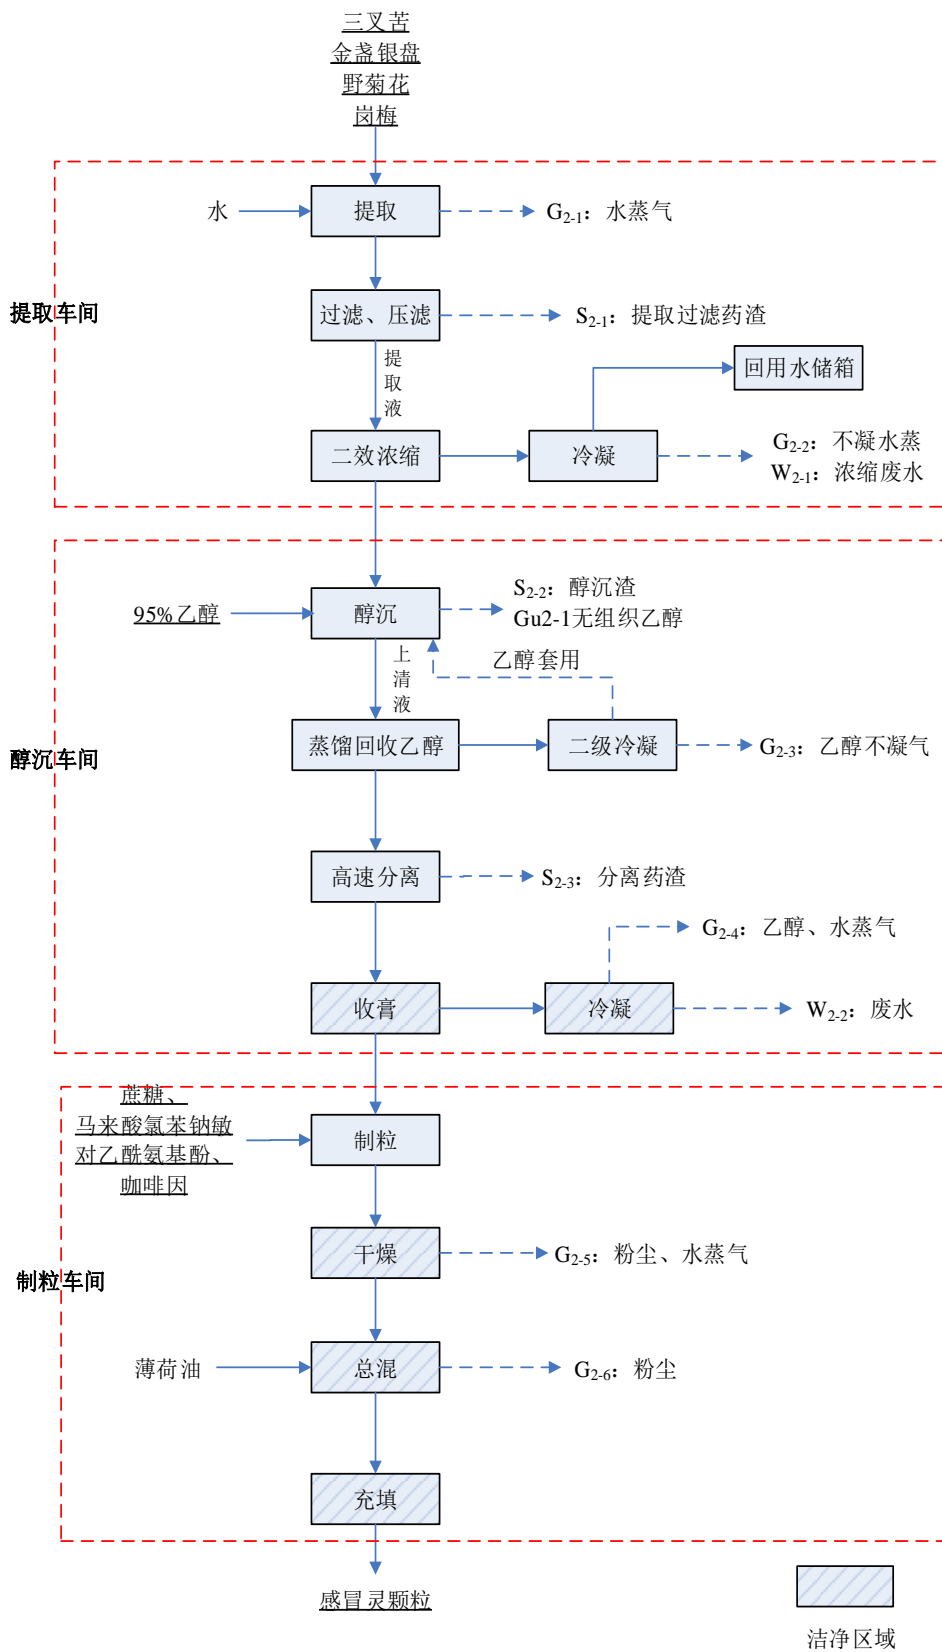 三叉苦
金盏银盘
野菊花
岗梅
水
提取
G2-1：水蒸气
提取车间
过滤、压滤
S2-1：提取过滤药渣
提取液
回用水储箱
二效浓缩
冷凝
G2-2：不凝水蒸
W2-1：浓缩废水
95%乙醇
醇沉
S2-2：醇沉渣
Gu2-1无组织乙醇
上清液
乙醇套用
醇沉车间
蒸馏回收乙醇
二级冷凝
G2-3：乙醇不凝气
高速分离
S2-3：分离药渣
G2-4：乙醇、水蒸气
收膏
冷凝
W2-2：废水
蔗糖、
马来酸氯苯钠敏
对乙酰氨基酚、
咖啡因
制粒
制粒车间
干燥
G2-5：粉尘、水蒸气
薄荷油
总混
G2-6：粉尘
充填
感冒灵颗粒
洁净区域